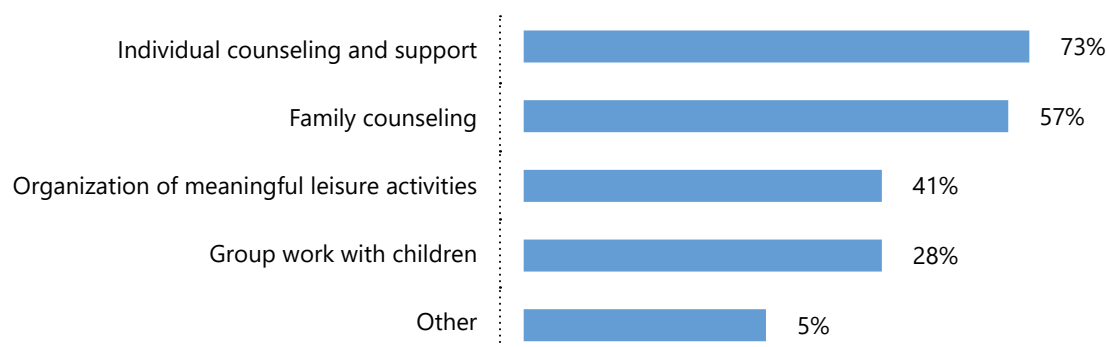 Individual counseling and support 73%
Family counseling 57%
Organization of meaningful leisure activities 41%
Group work with children 28%
Other 5%